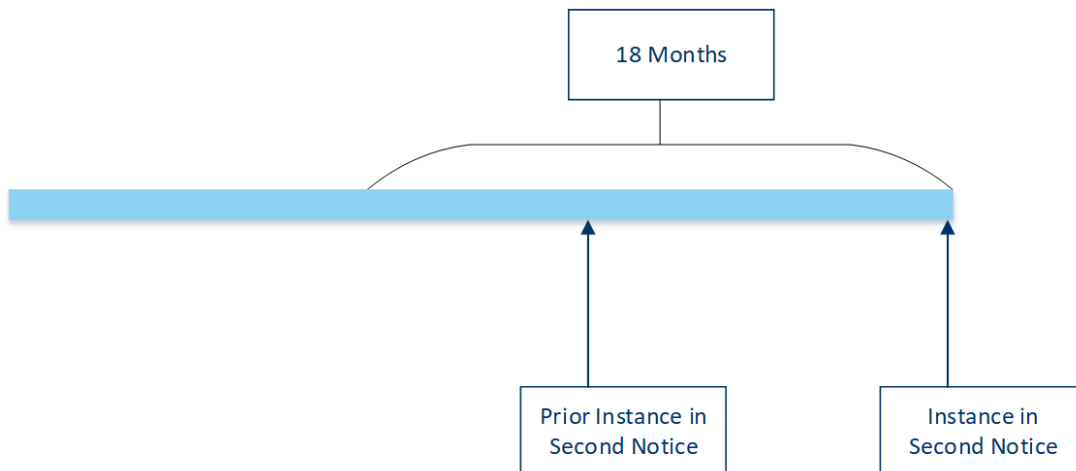 18 Months
Prior Instance in
Second Notice
Instance in
Second Notice